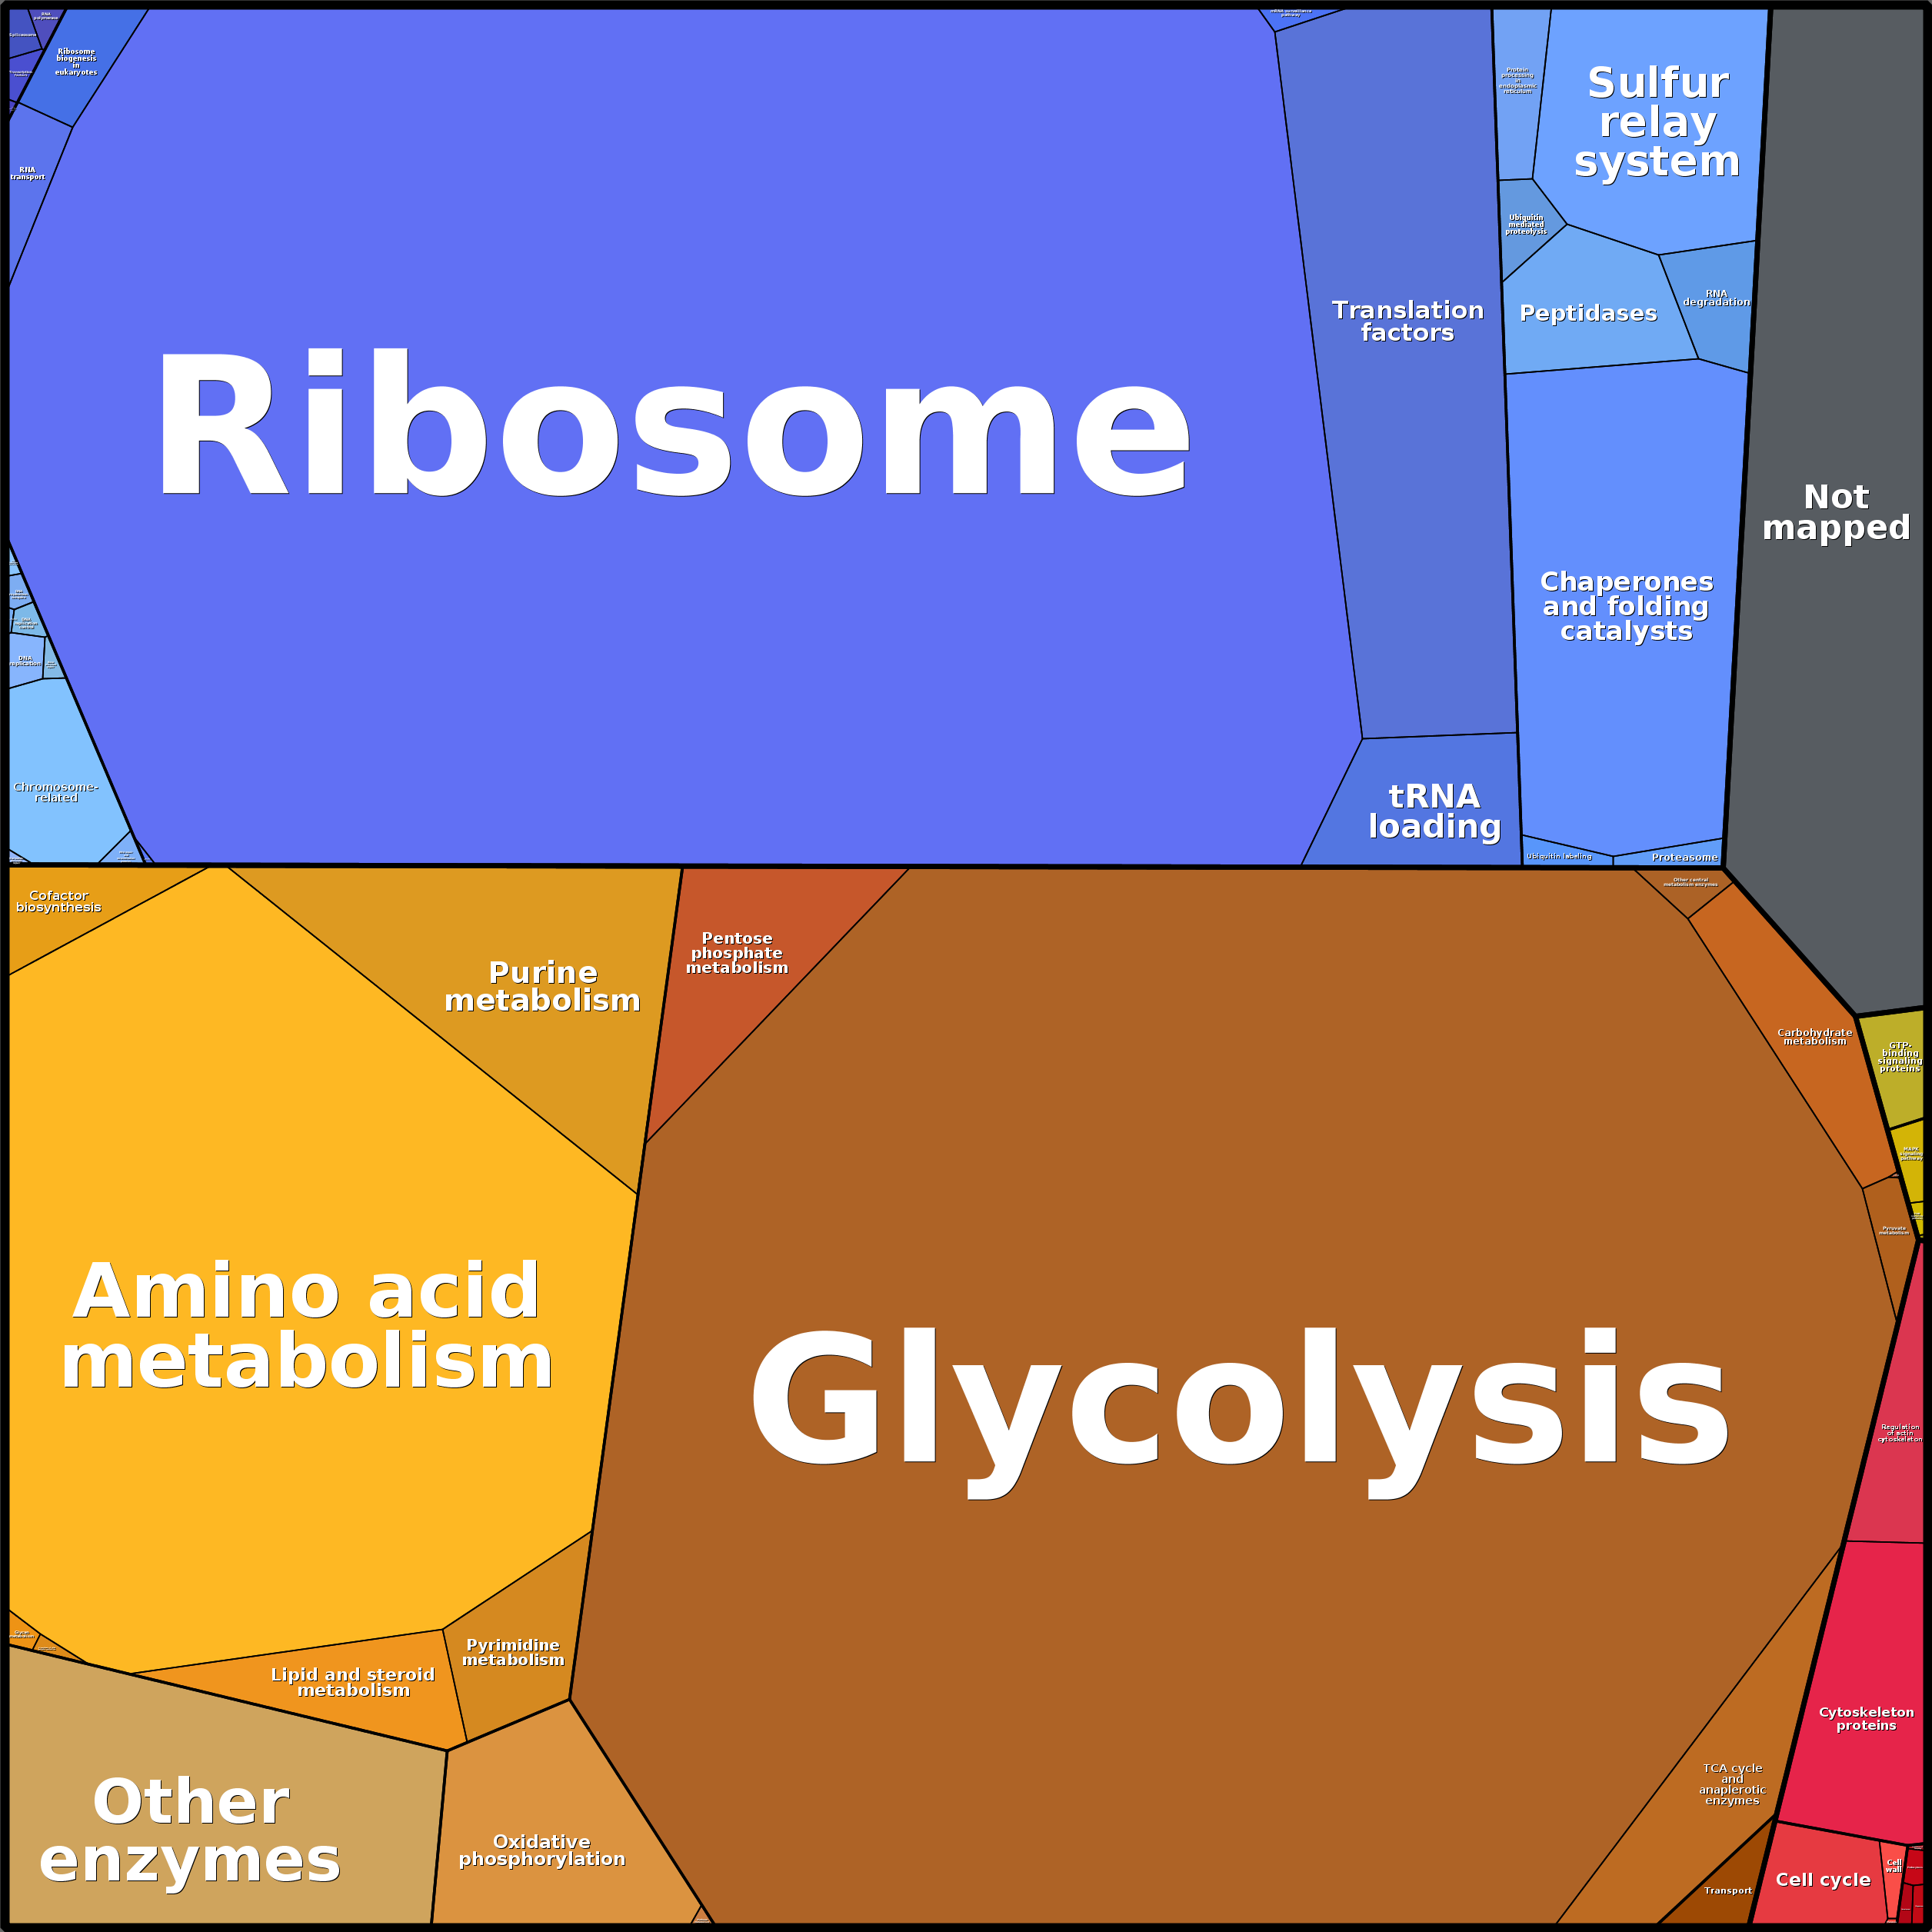 Ribosome
biogenesis
in
eukaryotes
RNA
transport
Ribosome
Translation
factors
tRNA
loading
Protein
processing
in
endoplasmic
reticulum
Sulfur
relay
system
Ubiquitin
mediated
proteolysis
Peptidases
RNA
degradation
Chaperones
and folding
catalysts
Ubiquitin labeling
Proteasome
Not
mapped
DNA
replication
Chromosome-
related
Cofactor
biosynthesis
Purine
metabolism
Pentose
phosphate
metabolism
Other central
metabolism enzymes
Carbohydrate
metabolism
GTP-
binding
signaling
proteins
MAPK
signaling
pathway
Pyruvate
metabolism
Amino acid
metabolism
Glycolysis
Regulation
of actin
cytoskeleton
Pyrimidine
metabolism
Lipid and steroid
metabolism
Cytoskeleton
proteins
TCA cycle
and
anaplerotic
enzymes
Other
enzymes
Oxidative
phosphorylation
Transport
Cell cycle
Cell
wall